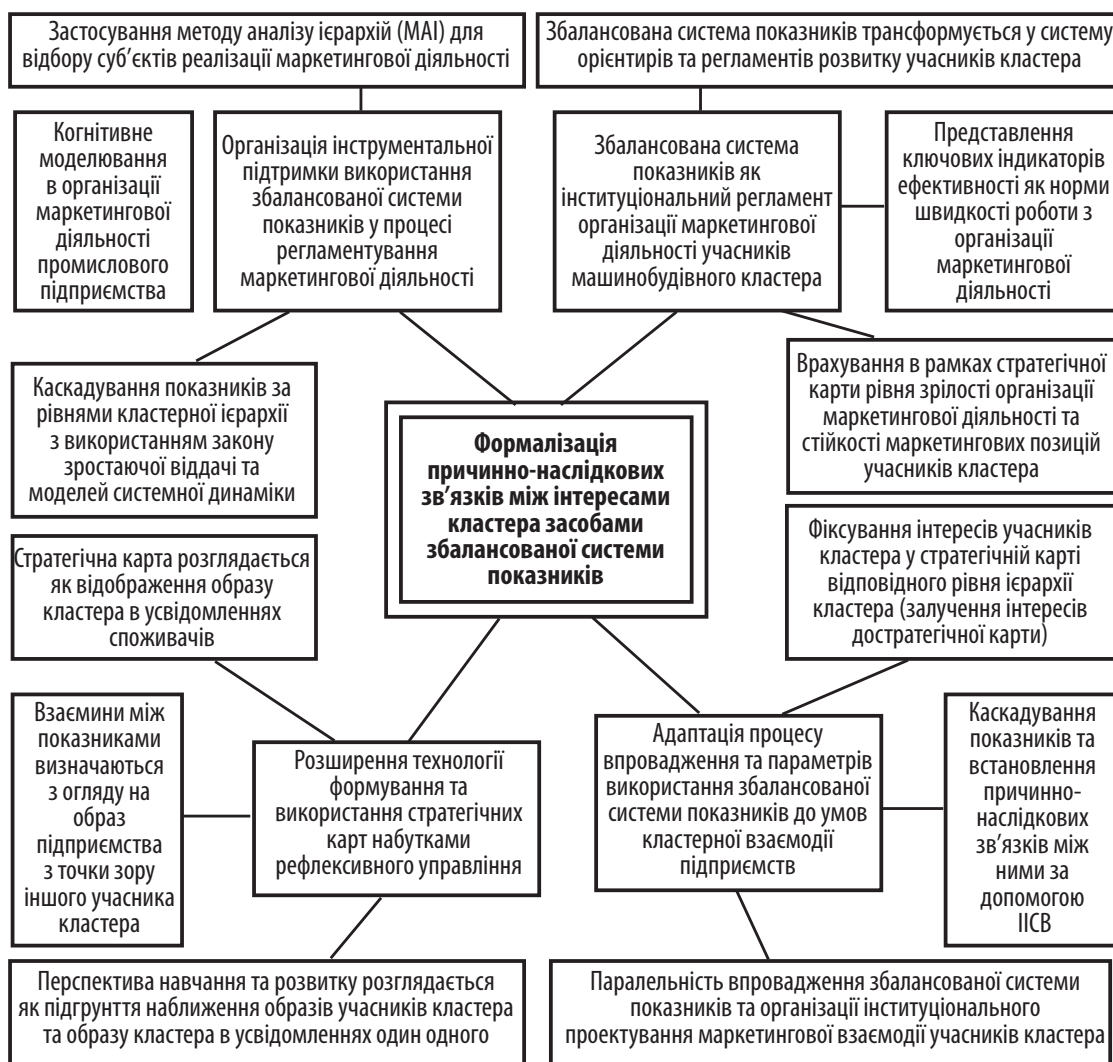 Застосування методу аналізу ієрархій (МАІ) для
відбору суб’єктів реалізації маркетингової діяльності
Збалансована система показників трансформується у систему
орієнтирів та регламентів розвитку учасників кластера
Когнітивне
моделювання
в організації
маркетингової
діяльності
промислового
підприємства
Організація інструментальної
підтримки використання
збалансованої системи
показників у процесі
регламентування
маркетингової діяльності
Збалансована система
показників як
інституціональний регламент
організації маркетингової
діяльності учасників
машинобудівного кластера
Представлення
ключових індикаторів
ефективності як норми
швидкості роботи з
організації
маркетингової
діяльності
Каскадування показників за
рівнями кластерної ієрархії
з використанням закону
зростаючої віддачі та
моделей системної динаміки
Формалізація
причинно-наслідкових
зв’язків між інтересами
кластера засобами
збалансованої системи
показників
Врахування в рамках стратегічної
карти рівня зрілості організації
маркетингової діяльності та
стійкості маркетингових позицій
учасників кластера
Стратегічна карта розглядається
як відображення образу
кластера в усвідомленнях
споживачів
Фіксування інтересів учасників
кластера у стратегічній карті
відповідного рівня ієрархії
кластера (залучення інтересів
достратегічної карти)
Взаємини між
показниками
визначаються
з огляду на
образ
підприємства
з точки зору
іншого учасника
кластера
Розширення технології
формування та
використання стратегічних
карт набутками
рефлексивного управління
Адаптація процесу
впровадження та параметрів
використання збалансованої
системи показників до умов
кластерної взаємодії
підприємств
Каскадування
показників та
встановлення
причинно-
наслідкових
зв’язків між
ними за
допомогою
ІІСВ
Перспектива навчання та розвитку розглядається
як підґрунтя наближення образів учасників кластера
та образу кластера в усвідомленнях один одного
Паралельність впровадження збалансованої системи
показників та організації інституціонального
проектування маркетингової взаємодії учасників кластера